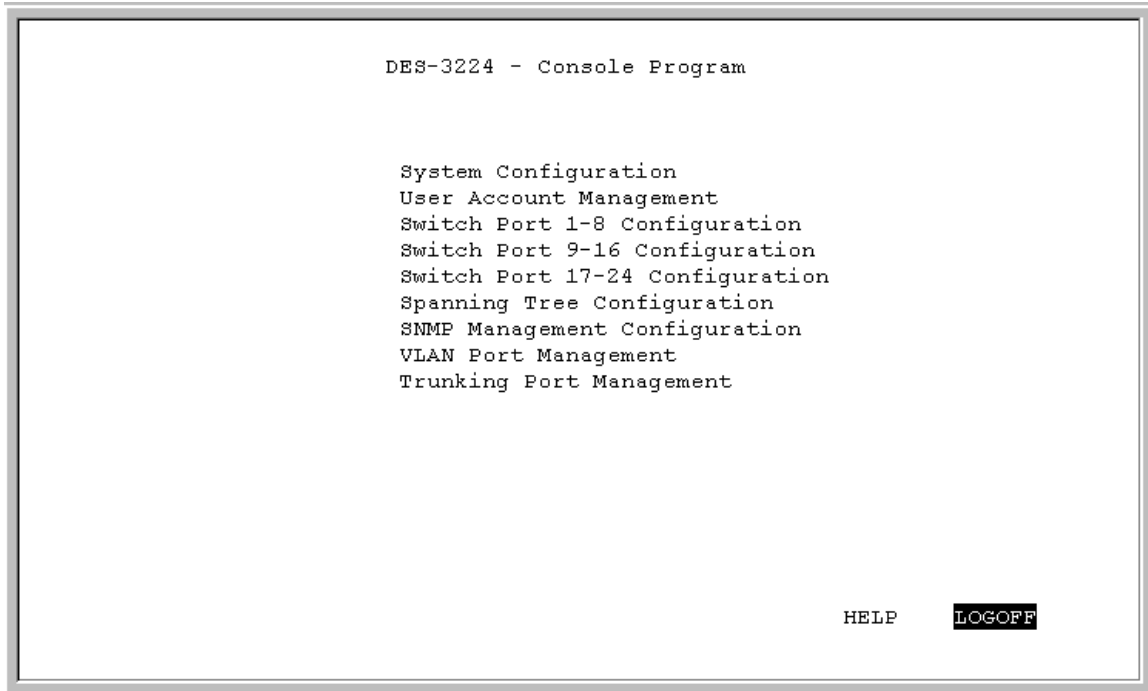 DES-3224 - Console Program
System Configuration
User Account Management
Switch Port 1-8 Configuration
Switch Port 9-16 Configuration
Switch Port 17-24 Configuration
Spanning Tree Configuration
SNMP Management Configuration
VLAN Port Management
Trunking Port Management
HELP LOGOFF